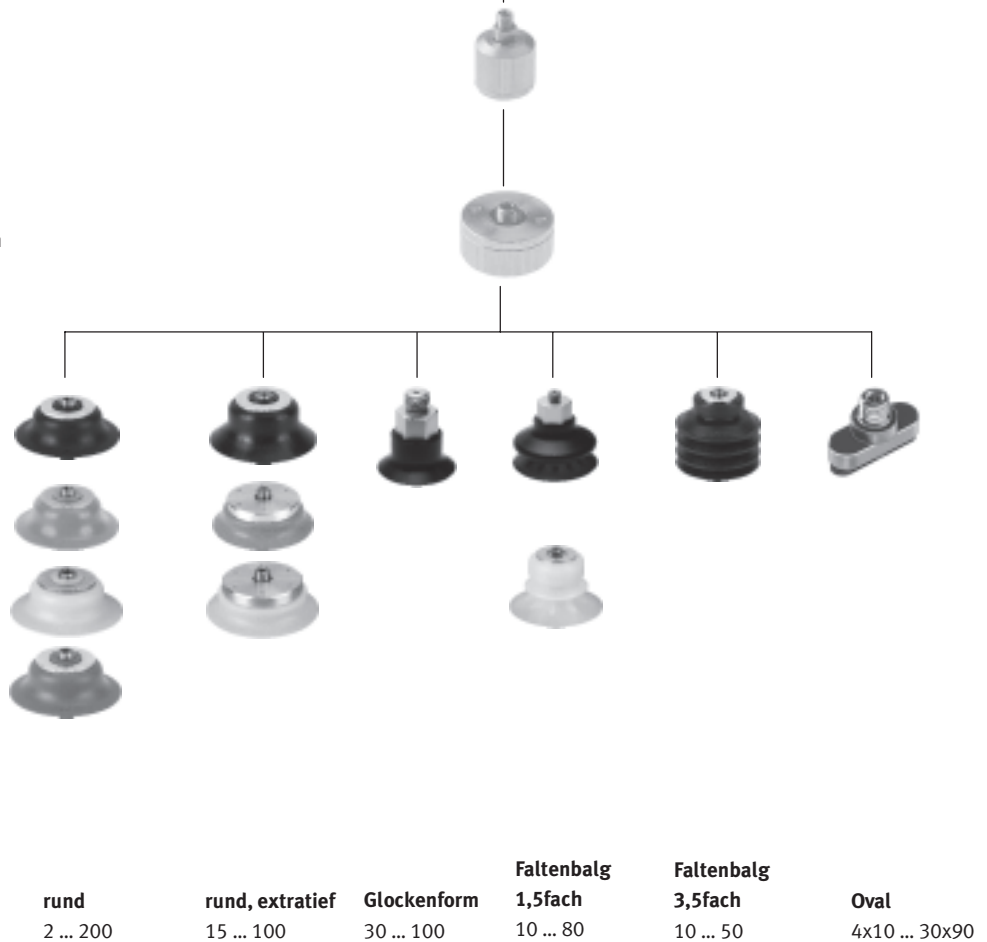 rund
2 ... 200
rund, extratief
15 ... 100
Glockenform
30 ... 100
Faltenbalg
1,5fach
10 ... 80
Faltenbalg
3,5fach
10 ... 50
Oval
4x10 ... 30x90